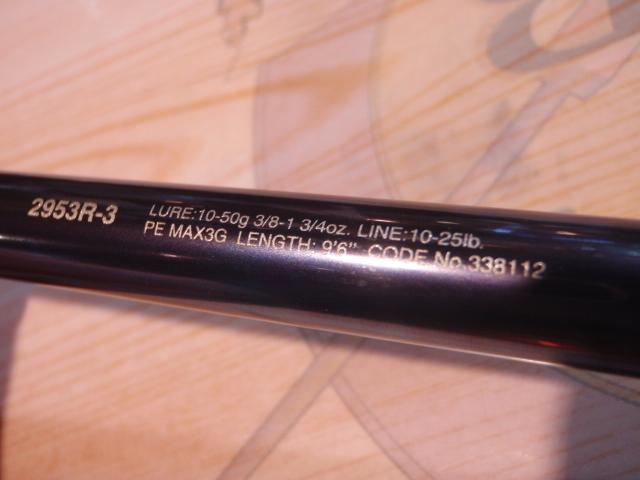 2953R-3 LURE:10-50g 3/8-1 3/4oz. LINE:10-25lb.
PE MAX3G LENGTH: 9'6" CODE No.338112